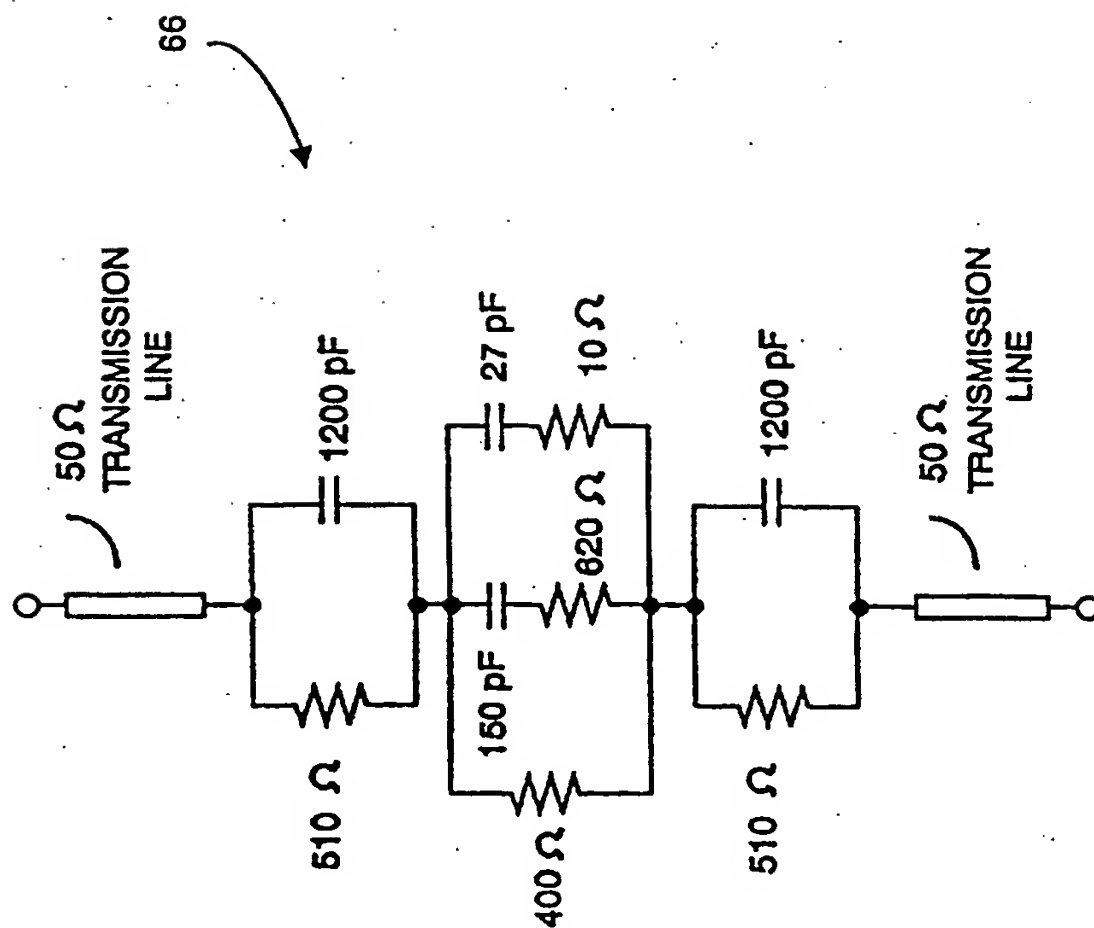 66
50 Ω
TRANSMISSION
LINE
1200 pF
510 Ω
27 pF
10 Ω
150 pF
620 Ω
400 Ω
1200 pF
510 Ω
50 Ω
TRANSMISSION
LINE